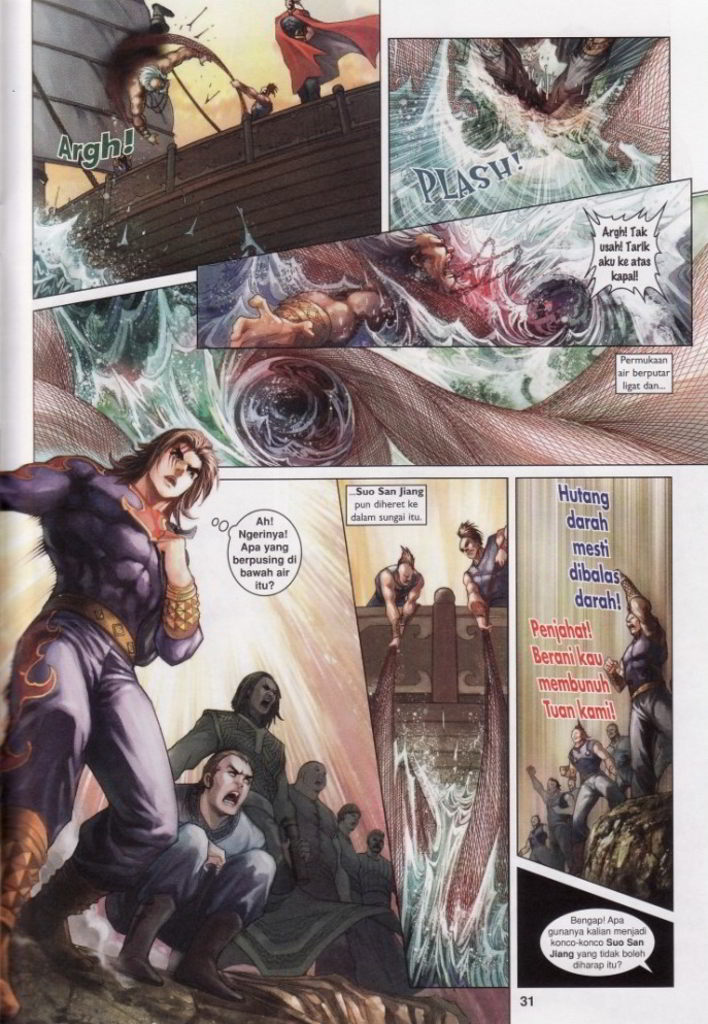 Argh!
PLASH!
Argh! Tak
usah! Tarik
aku ke atas
kapal!
Permukaan
air berputar
ligat dan...
Ah!
Ngerinya!
Apa yang
berpusing di
bawah air
itu?
...Suo San Jiang
pun diheret ke
dalam sungai itu.
Hutang
darah
mesti
dibalas
darah!
Penjahat!
Berani kau
membunuh
Tuan kami!
Bengap! Apa
gunanya kalian menjadi
konco-konco Suo San
Jiang yang tidak boleh
diharap itu?
31